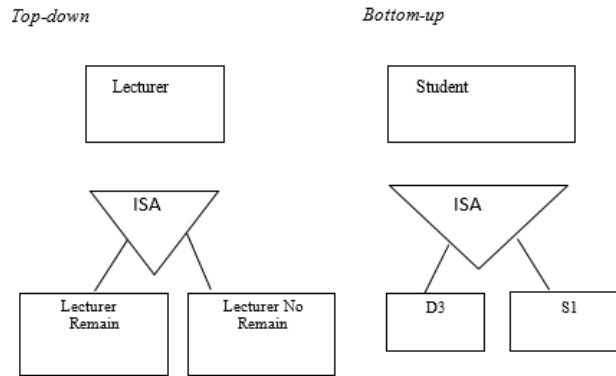 Top-down
Bottom-up
Lecturer
Student
ISA
ISA
Lecturer
Remain
Lecturer No
Remain
D3
S1